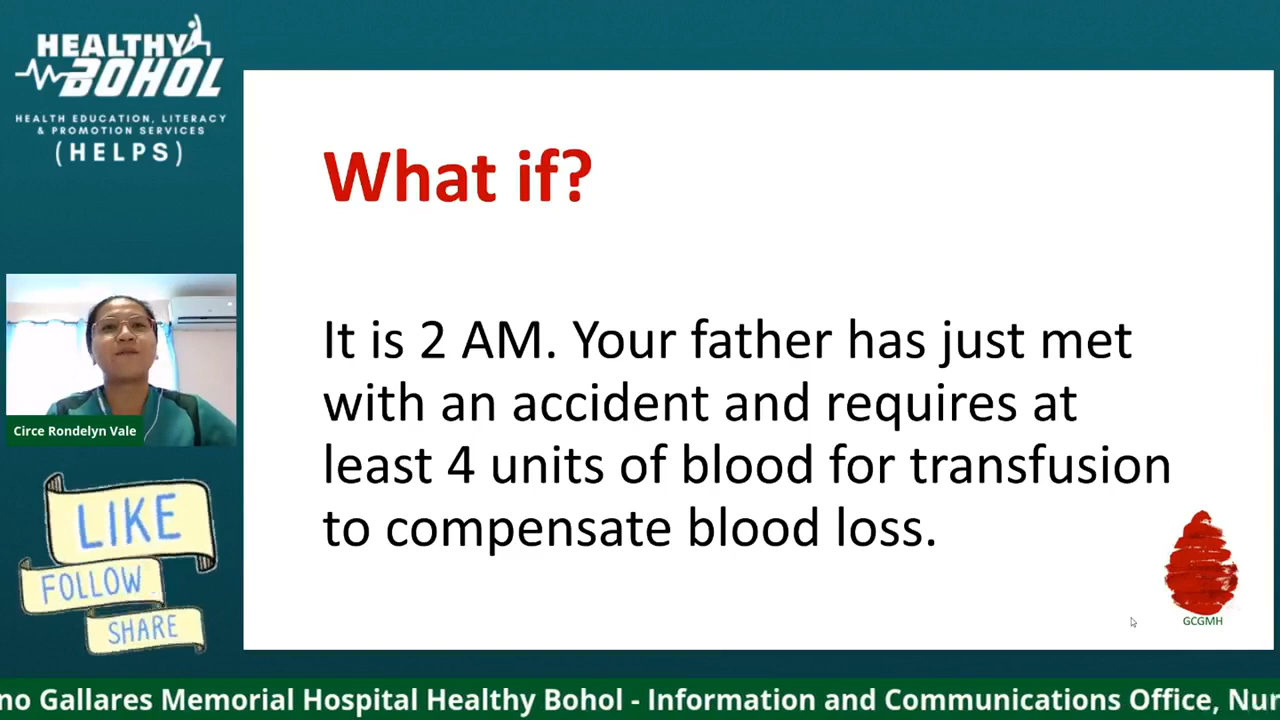 HEALTHY
BOHOL
HEALTH EDUCATION, LITERACY
& PROMOTION SERVICES
(HELPS)
What if?
It is 2 AM. Your father has just met
with an accident and requires at
least 4 units of blood for transfusion
to compensate blood loss.
GCGMH
Circe Rondelyn Vale
LIKE
FOLLOW
SHARE
no Gallares Memorial Hospital Healthy Bohol - Information and Communications Office, Nur